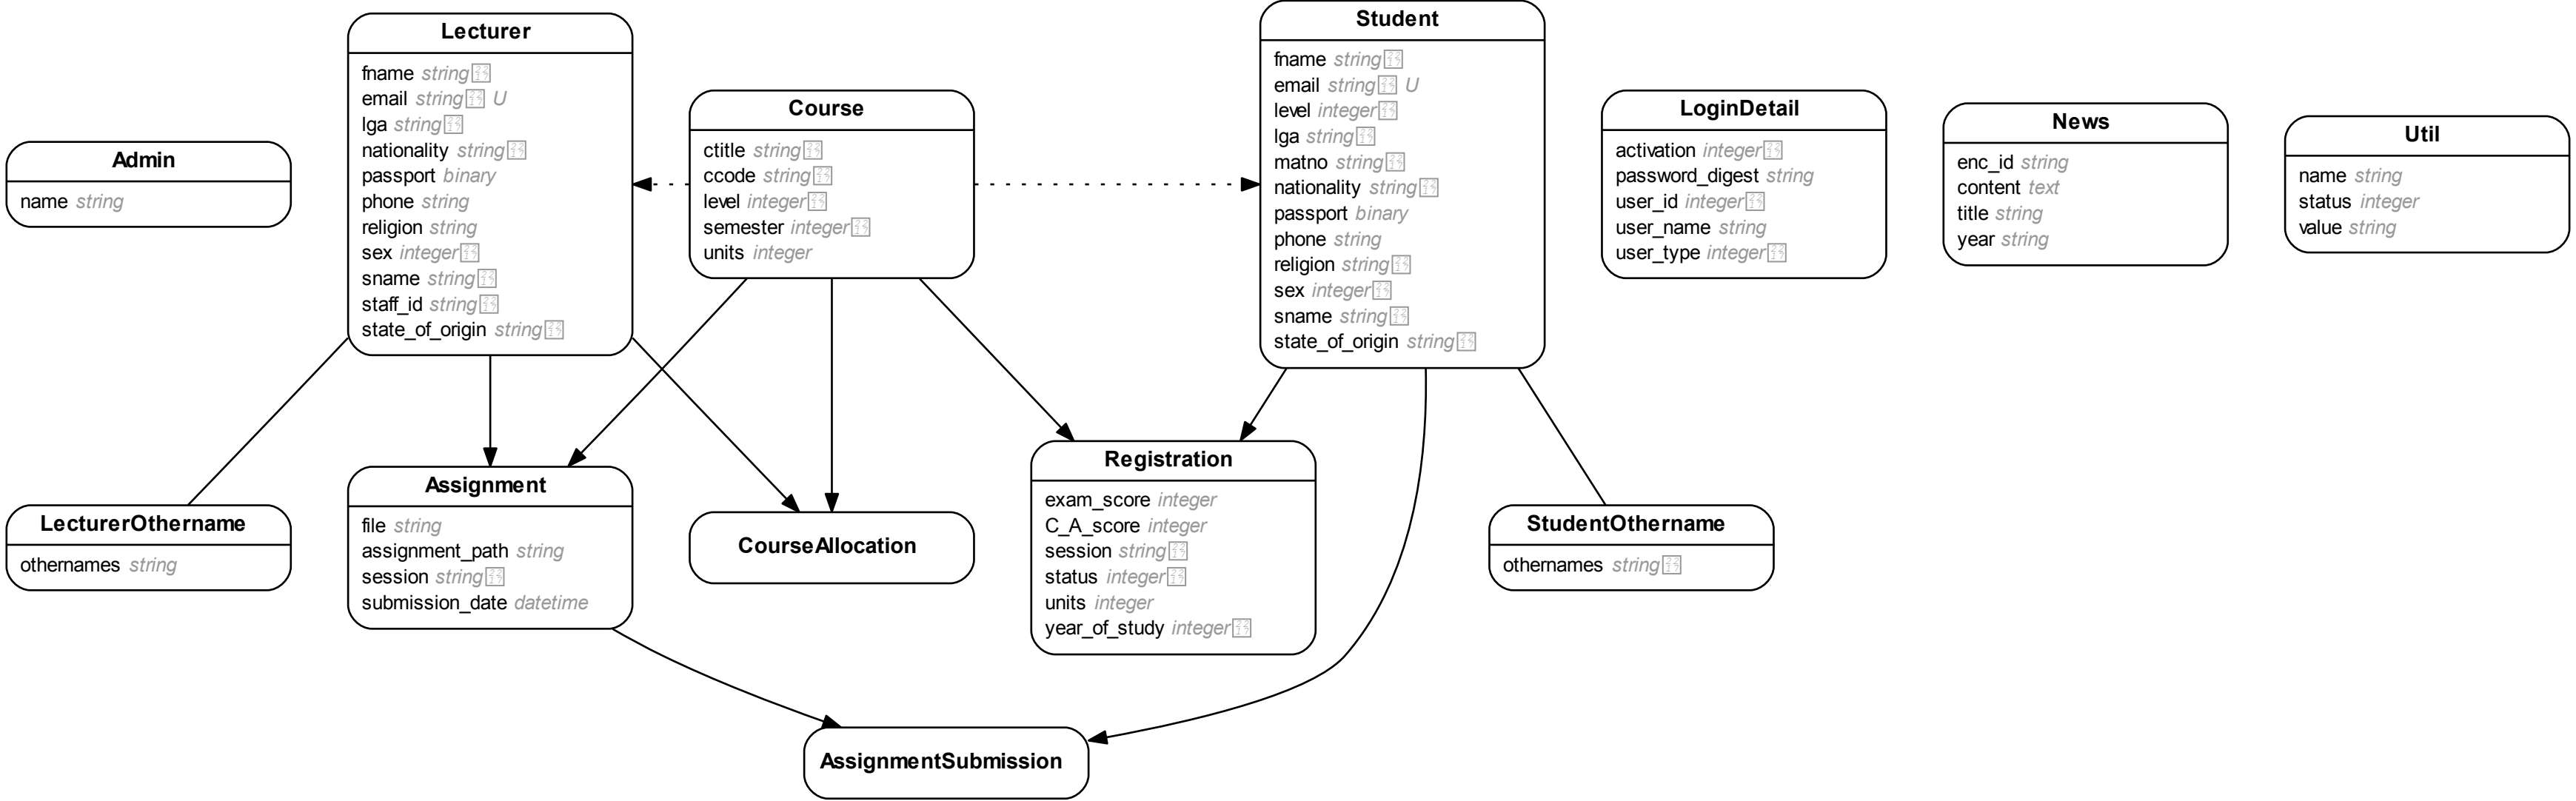 Admin
name string
Lecturer
fname string
email string U
lga string
nationality string
passport binary
phone string
religion string
sex integer
sname string
staff_id string
state_of_origin string
Course
ctitle string
ccode string
level integer
semester integer
units integer
Student
fname string
email string U
level integer
lga string
matno string
nationality string
passport binary
phone string
religion string
sex integer
sname string
state_of_origin string
LoginDetail
activation integer
password_digest string
user_id integer
user_name string
user_type integer
News
enc_id string
content text
title string
year string
Util
name string
status integer
value string
LecturerOthername
othernames string
Assignment
file string
assignment_path string
session string
submission_date datetime
CourseAllocation
Registration
exam_score integer
C_A_score integer
session string
status integer
units integer
year_of_study integer
StudentOthername
othernames string
AssignmentSubmission